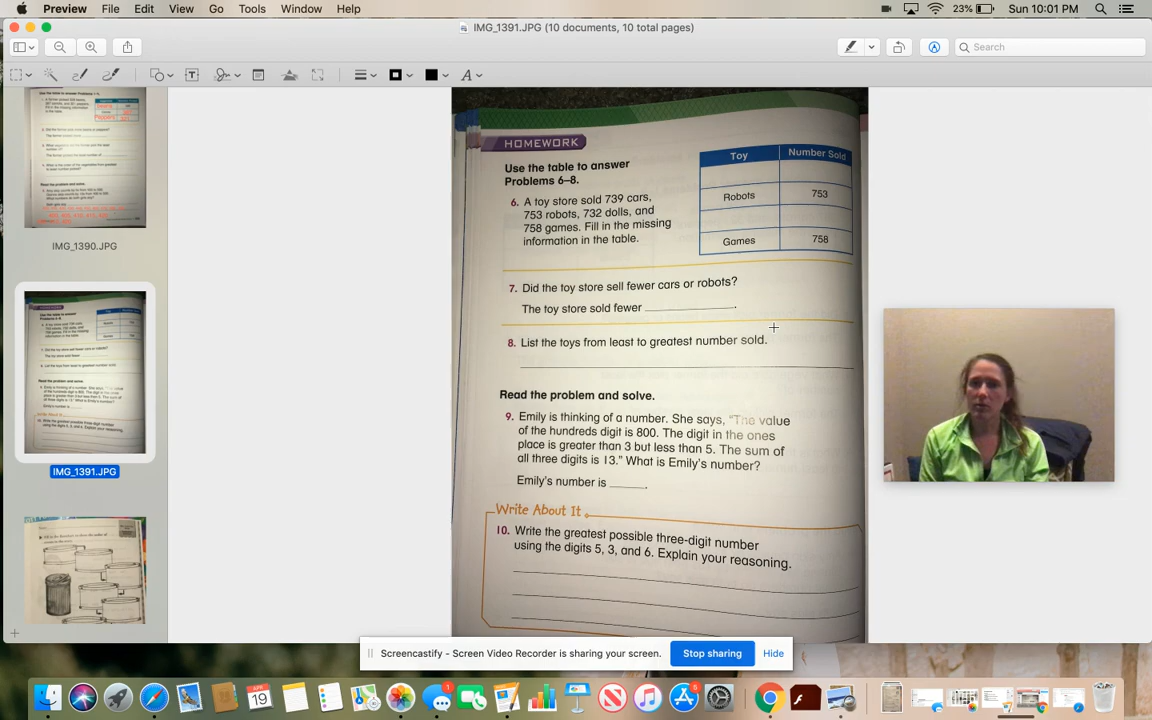 Preview File Edit View Go Tools Window Help
23% Sun 10:01 PM
IMG_1391.JPG (10 documents, 10 total pages)
Search
IMG_1390.JPG
IMG_1391.JPG
HOMEWORK
Use the table to answer
Problems 6–8.
6. A toy store sold 739 cars,
753 robots, 732 dolls, and
758 games. Fill in the missing
information in the table.
Toy Number Sold
Robots 753
Games 758
7. Did the toy store sell fewer cars or robots?
The toy store sold fewer ____________.
8. List the toys from least to greatest number sold.
Read the problem and solve.
9. Emily is thinking of a number. She says, “The value
of the hundreds digit is 800. The digit in the ones
place is greater than 3 but less than 5. The sum of
all three digits is 13.” What is Emily’s number?
Emily’s number is _____.
Write About It
10. Write the greatest possible three-digit number
using the digits 5, 3, and 6. Explain your reasoning.
Screencastify - Screen Video Recorder is sharing your screen.
Stop sharing
Hide
APR
19